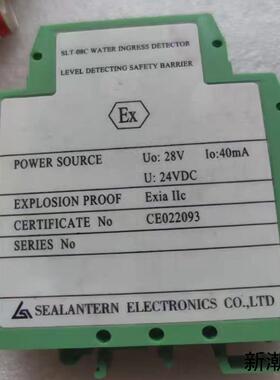 SLT-08C WATER INGRESS DETECTOR
LEVEL DETECTING SAFETY BARRIER
Ex
POWER SOURCE Uo: 28V Io:40mA
U: 24VDC
EXPLOSION PROOF Exia IIc
CERTIFICATE No CE022093
SERIES No
SEALANTERN ELECTRONICS CO.,LTD
新潮